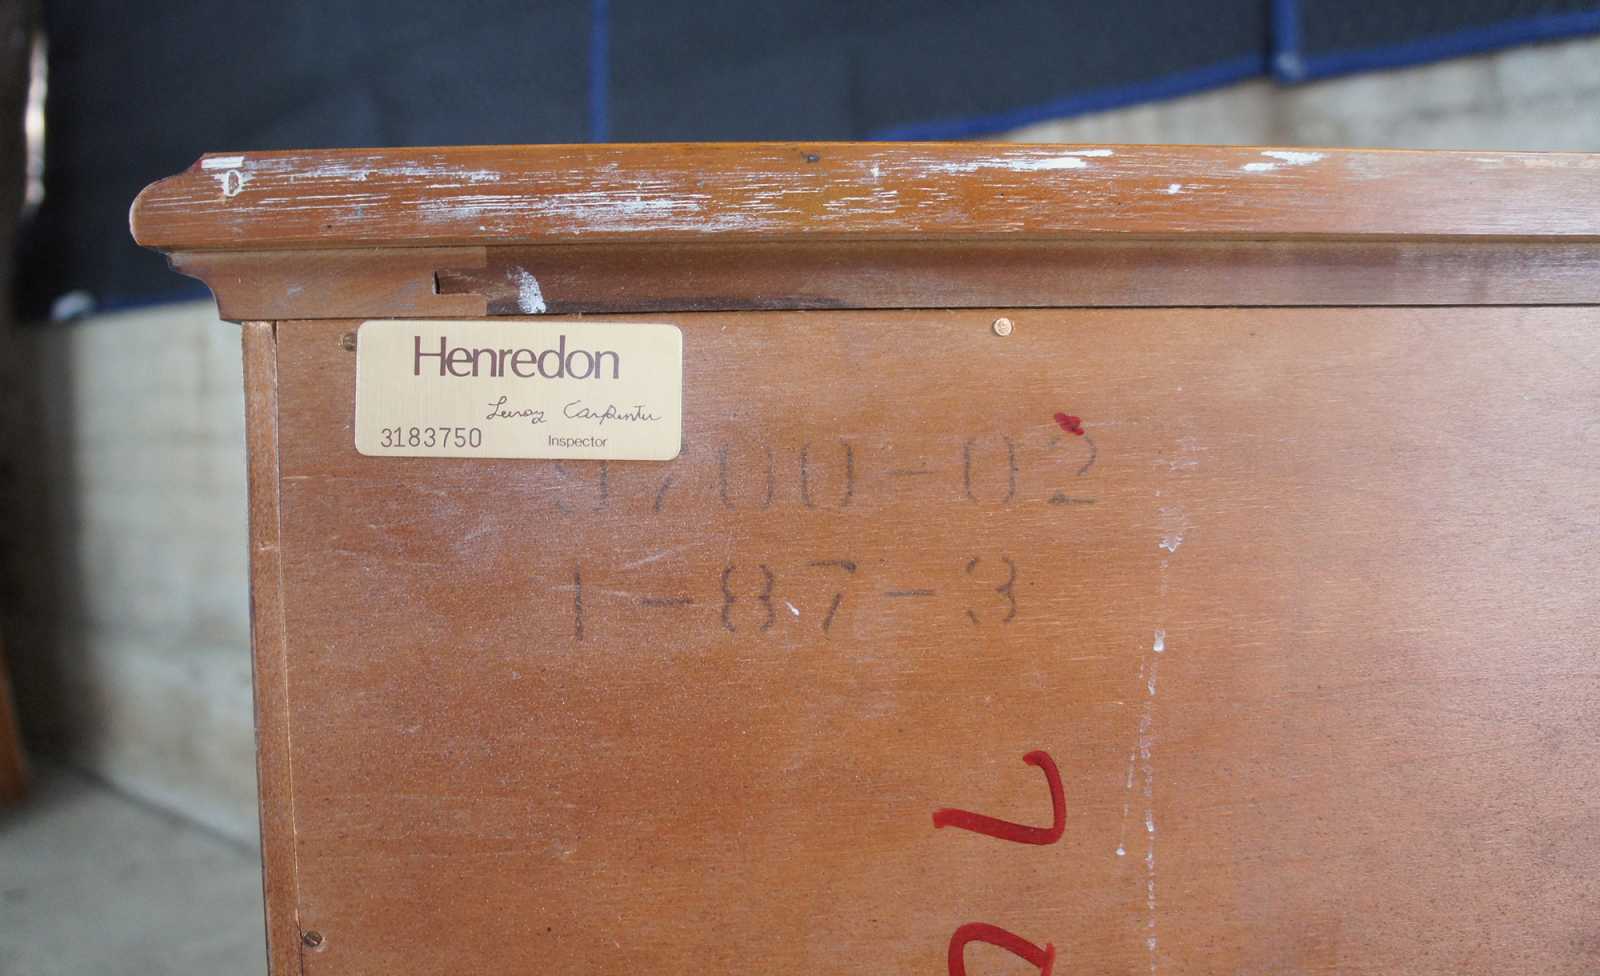 Henredon
Leroy Carpenter
3183750 Inspector
9700-02
1-87-3